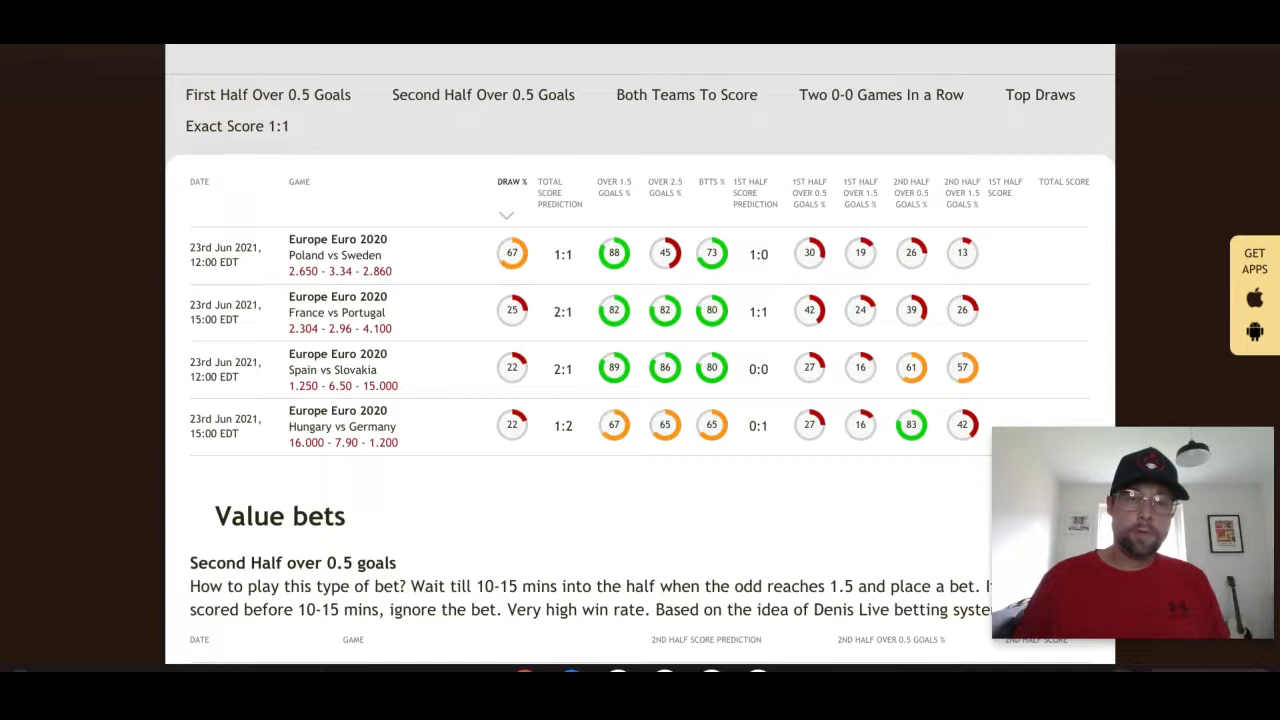 First Half Over 0.5 Goals Second Half Over 0.5 Goals Both Teams To Score Two 0-0 Games In a Row Top Draws
Exact Score 1:1
DATE GAME DRAW % TOTAL SCORE PREDICTION OVER 1.5 GOALS % OVER 2.5 GOALS % BTTS % 1ST HALF SCORE PREDICTION 1ST HALF OVER 0.5 GOALS % 1ST HALF OVER 1.5 GOALS % 2ND HALF OVER 0.5 GOALS % 2ND HALF OVER 1.5 GOALS % 1ST HALF SCORE TOTAL SCORE
23rd Jun 2021, 12:00 EDT
Europe Euro 2020
Poland vs Sweden
2.650 - 3.34 - 2.860
67 1:1 88 45 73 1:0 30 19 26 13
23rd Jun 2021, 15:00 EDT
Europe Euro 2020
France vs Portugal
2.304 - 2.96 - 4.100
25 2:1 82 82 80 1:1 42 24 39 26
23rd Jun 2021, 12:00 EDT
Europe Euro 2020
Spain vs Slovakia
1.250 - 6.50 - 15.000
22 2:1 89 86 80 0:0 27 16 61 57
23rd Jun 2021, 15:00 EDT
Europe Euro 2020
Hungary vs Germany
16.000 - 7.90 - 1.200
22 1:2 67 65 65 0:1 27 16 83 42
GET
APPS
Value bets
Second Half over 0.5 goals
How to play this type of bet? Wait till 10-15 mins into the half when the odd reaches 1.5 and place a bet.
scored before 10-15 mins, ignore the bet. Very high win rate. Based on the idea of Denis Live betting
DATE GAME 2ND HALF SCORE PREDICTION 2ND HALF OVER 0.5 GOALS % 2ND HALF SCORE